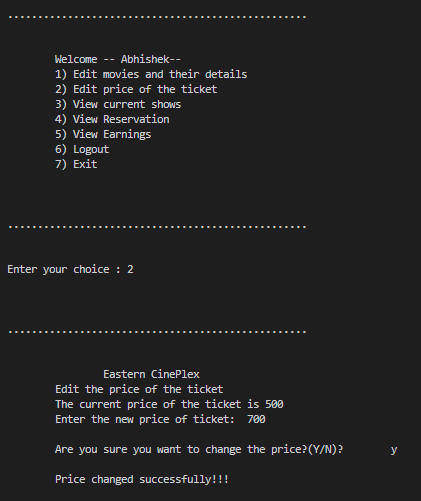 ..................................................
Welcome -- Abhishek--
1) Edit movies and their details
2) Edit price of the ticket
3) View current shows
4) View Reservation
5) View Earnings
6) Logout
7) Exit
..................................................
Enter your choice : 2
..................................................
Eastern CinePlex
Edit the price of the ticket
The current price of the ticket is 500
Enter the new price of ticket:  700
Are you sure you want to change the price?(Y/N)?        y
Price changed successfully!!!